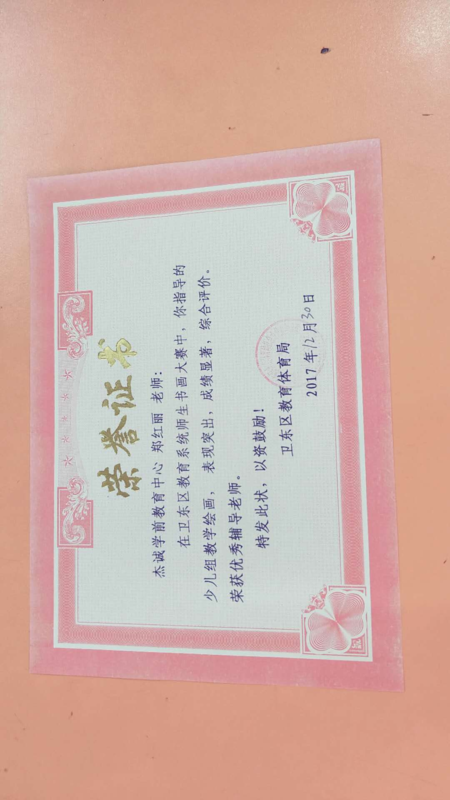 荣誉证书
杰诚学前教育中心 郑红丽 老师：
在卫东区教育系统师生书画大赛中，你指导的
少儿组教学绘画， 表现突出，成绩显著，综合评价。
荣获优秀辅导老师。
特发此状，以资鼓励！
卫东区教育体育局
2017年12月30日